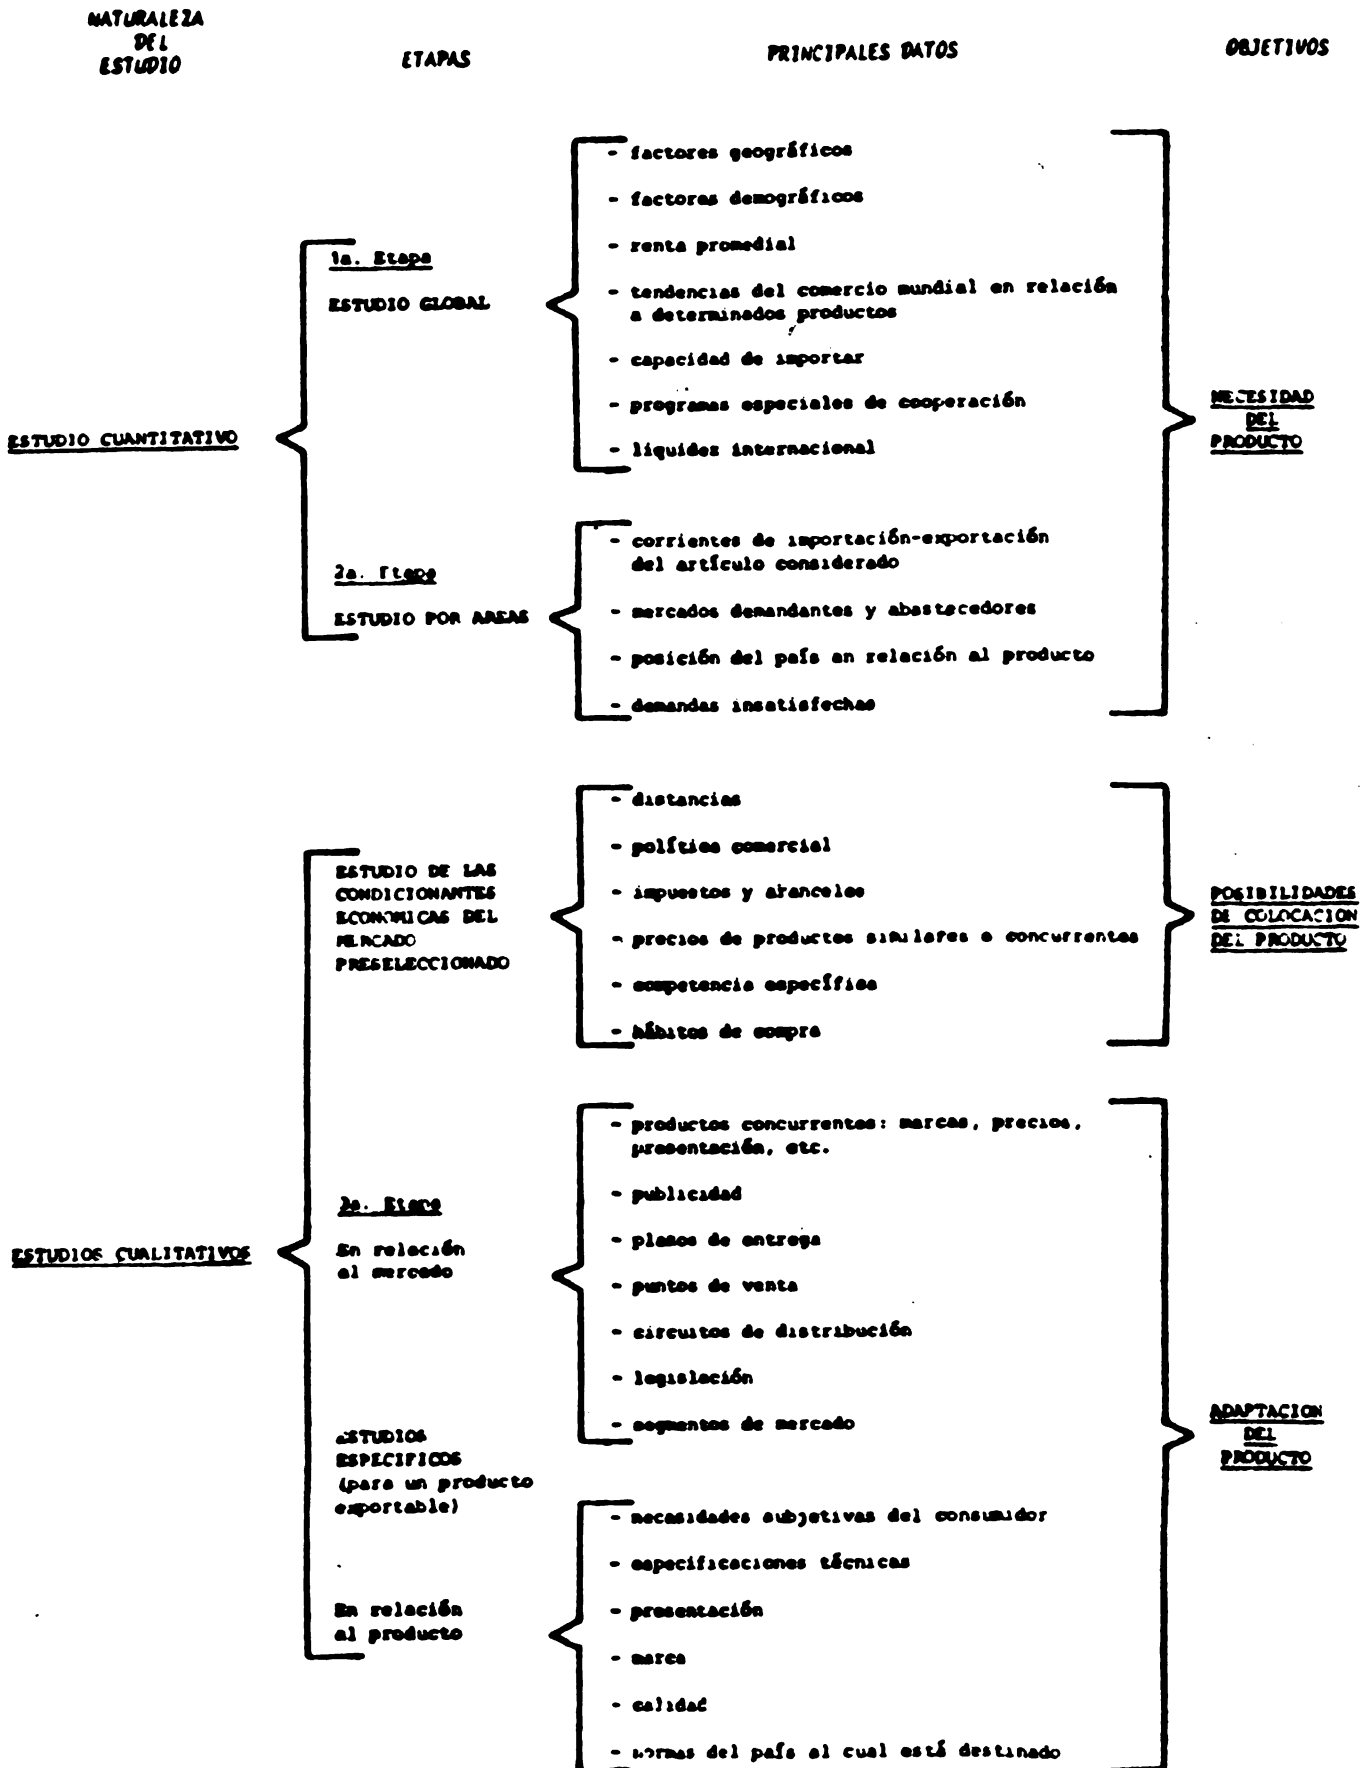 NATURALEZA
DEL
ESTUDIO
ETAPAS
PRINCIPALES DATOS
OBJETIVOS
ESTUDIO CUANTITATIVO
1a. Etapa
ESTUDIO GLOBAL
- factores geográficos
- factores demográficos
- renta promedial
- tendencias del comercio mundial en relación
a determinados productos
- capacidad de importar
- programas especiales de cooperación
- liquidez internacional
2a. Etapa
ESTUDIO POR AREAS
- corrientes de importación-exportación
del artículo considerado
- mercados demandantes y abastecedores
- posición del país en relación al producto
- demandas insatisfechas
NECESIDAD
DEL
PRODUCTO
ESTUDIOS CUALITATIVOS
ESTUDIO DE LAS
CONDICIONANTES
ECONOMICAS DEL
MERCADO
PRESELECCIONADO
- distancias
- política comercial
- impuestos y aranceles
- precios de productos similares o concurrentes
- competencia específica
- hábitos de compra
POSIBILIDADES
DE COLOCACION
DEL PRODUCTO
3a. Etapa
En relación
al mercado
- productos concurrentes: marcas, precios,
presentación, etc.
- publicidad
- plazos de entrega
- puntos de venta
- circuitos de distribución
- legislación
- segmentos de mercado
ESTUDIOS
ESPECIFICOS
(para un producto
exportable)
En relación
al producto
- necesidades subjetivas del consumidor
- especificaciones técnicas
- presentación
- marca
- calidad
- normas del país al cual está destinado
ADAPTACION
DEL
PRODUCTO